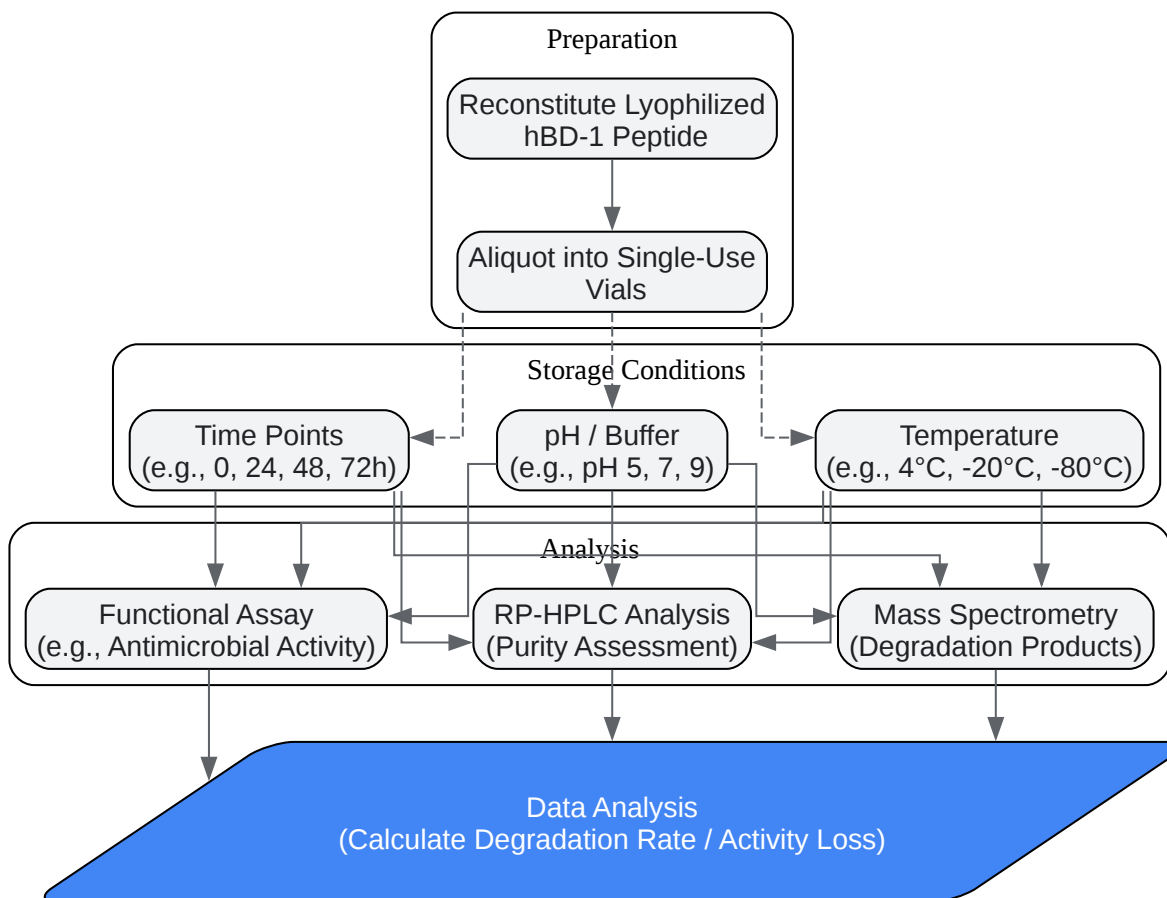 Preparation
Reconstitute Lyophilized
hBD-1 Peptide
Aliquot into Single-Use
Vials
Storage Conditions
Time Points
(e.g., 0, 24, 48, 72h)
pH / Buffer
(e.g., pH 5, 7, 9)
Temperature
(e.g., 4°C, -20°C, -80°C)
Analysis
Functional Assay
(e.g., Antimicrobial Activity)
RP-HPLC Analysis
(Purity Assessment)
Mass Spectrometry
(Degradation Products)
Data Analysis
(Calculate Degradation Rate / Activity Loss)